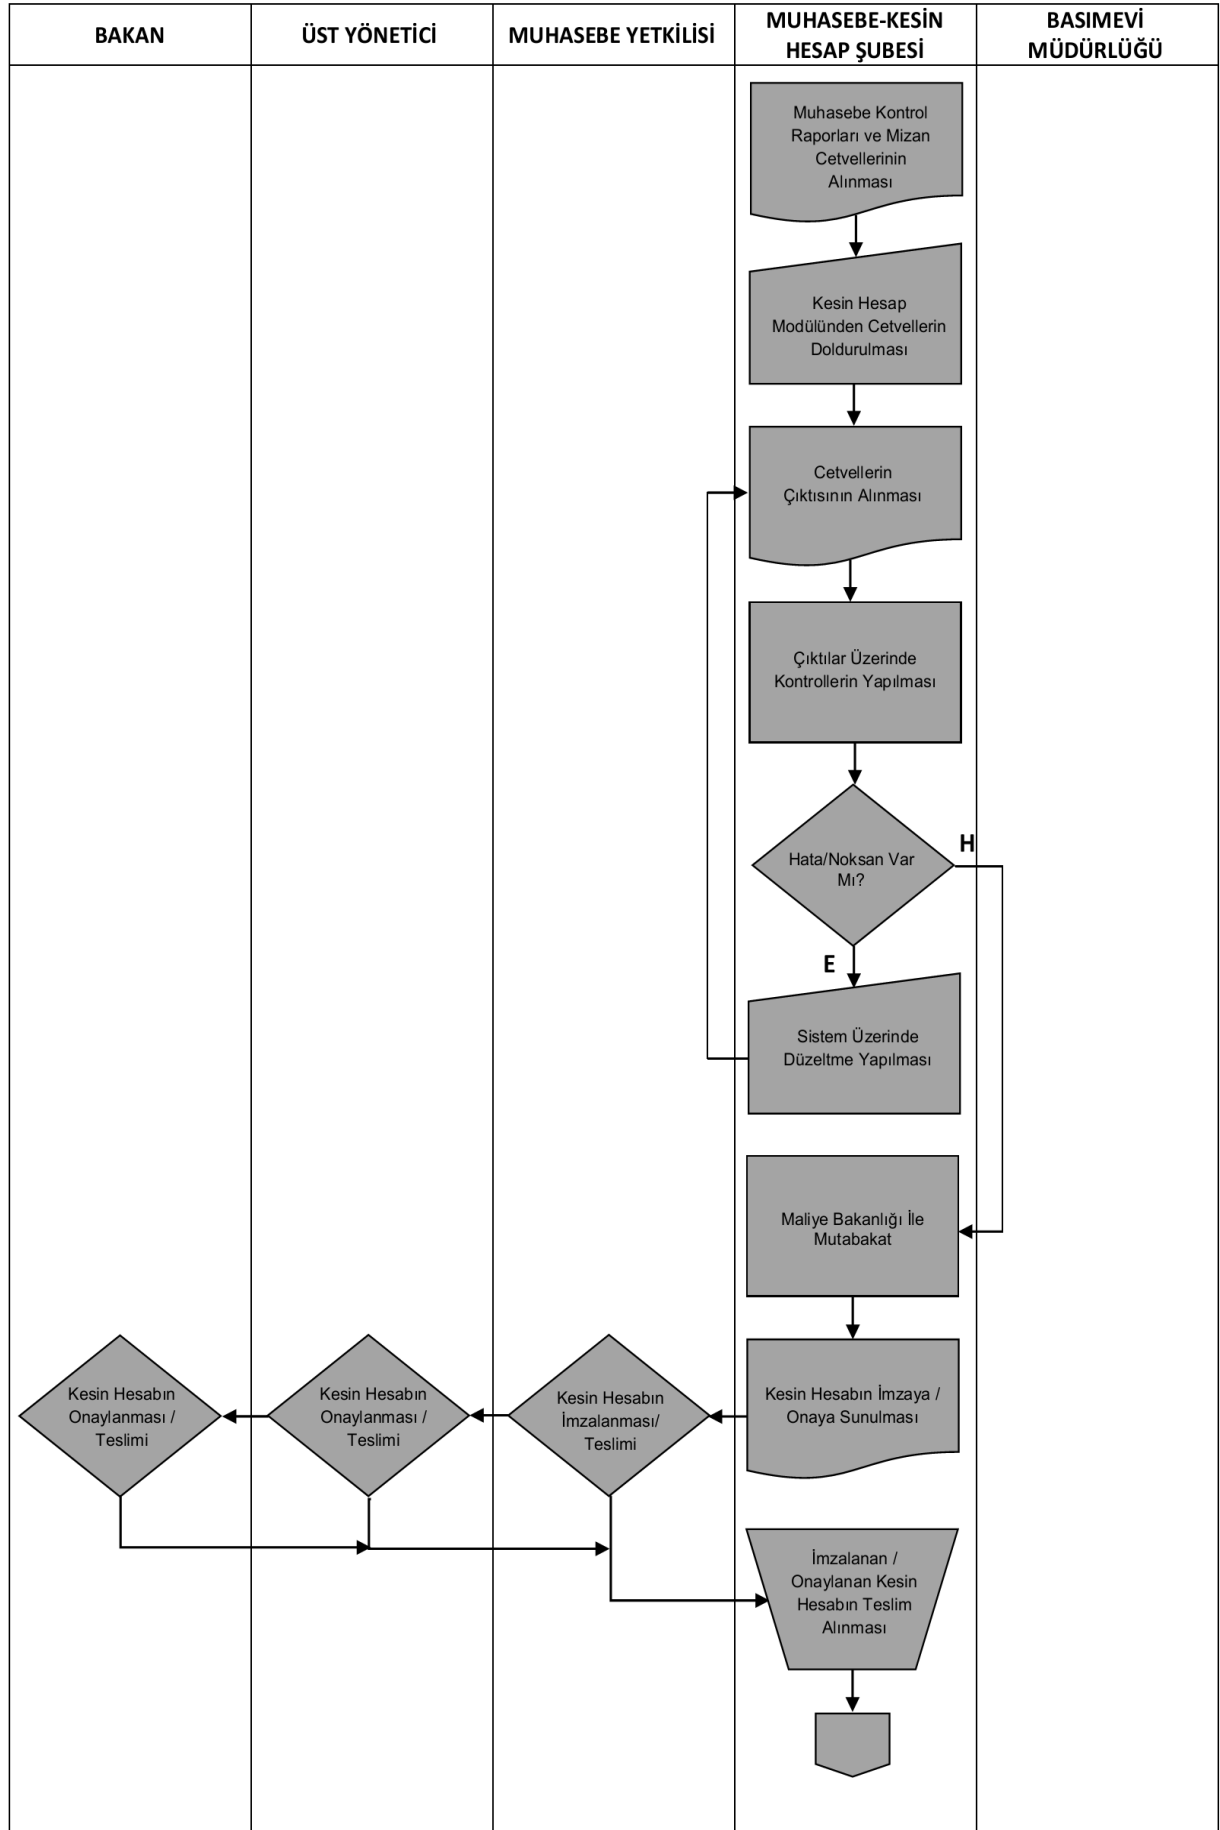 BAKAN
ÜST YÖNETİCİ
MUHASEBE YETKİLİSİ
MUHASEBE-KESİN
HESAP ŞUBESİ
BASIMEVİ
MÜDÜRLÜĞÜ
Muhasebe Kontrol
Raporları ve Mizan
Cetvellerinin
Alınması
Kesin Hesap
Modülünden Cetvellerin
Doldurulması
Cetvellerin
Çıktısının Alınması
Çıktılar Üzerinde
Kontrollerin Yapılması
Hata/Noksan Var
Mı?
H
E
Sistem Üzerinde
Düzeltme Yapılması
Maliye Bakanlığı İle
Mutabakat
Kesin Hesabın
Onaylanması /
Teslimi
Kesin Hesabın
Onaylanması /
Teslimi
Kesin Hesabın
İmzalanması/
Teslimi
Kesin Hesabın İmzaya /
Onaya Sunulması
İmzalanan /
Onaylanan Kesin
Hesabın Teslim
Alınması